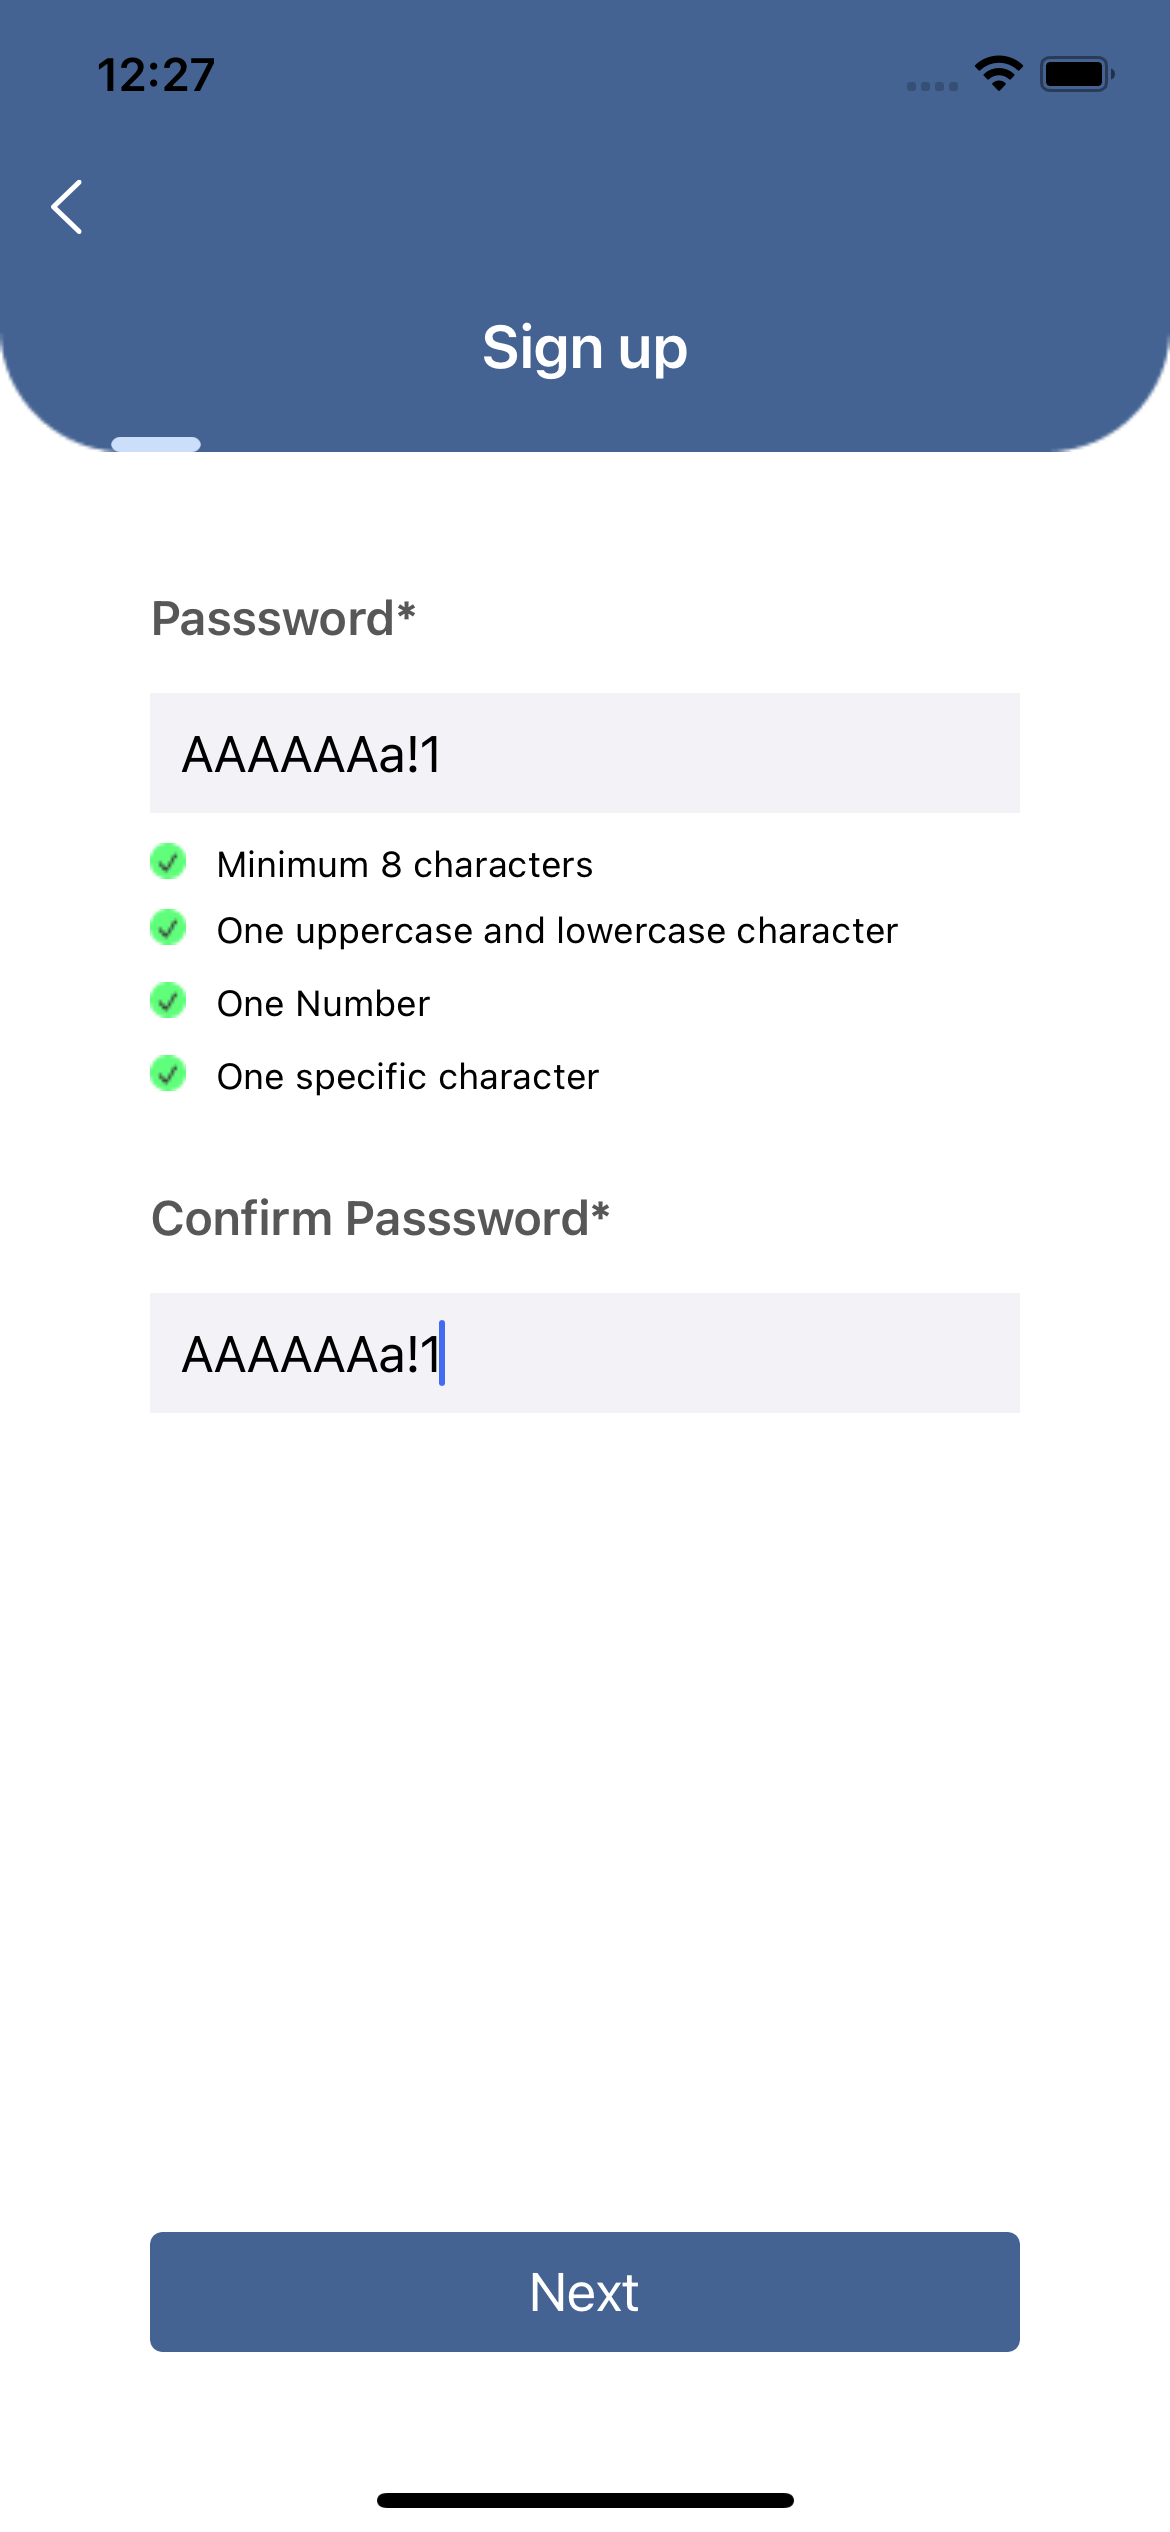 12:27
Sign up
Passsword*
AAAAAAa!1
Minimum 8 characters
One uppercase and lowercase character
One Number
One specific character
Confirm Passsword*
AAAAAAa!1
Next